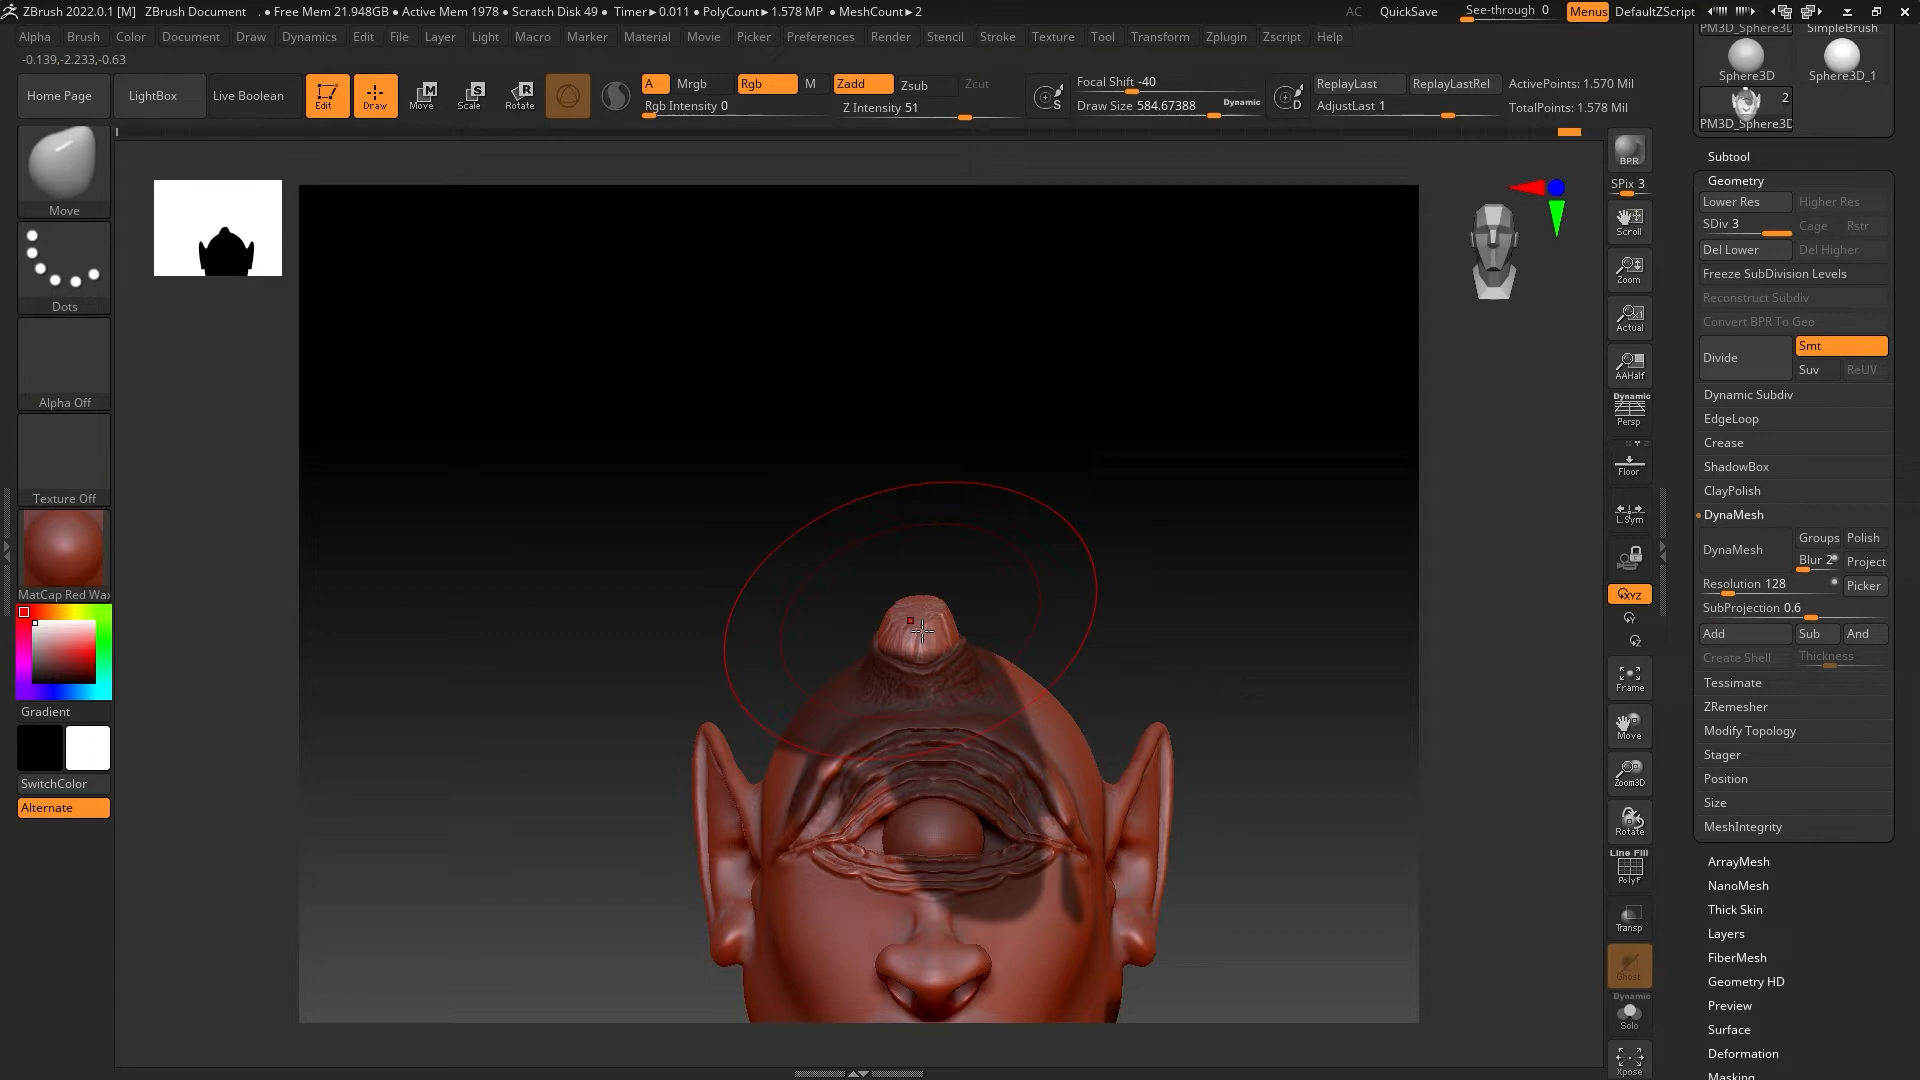 ZBrush 2022.0.1 [M] ZBrush Document . ● Free Mem 21.948GB ● Active Mem 1978 ● Scratch Disk 49 ● Timer►0.011 ● PolyCount►1.578 MP ● MeshCount►2 AC QuickSave See-through 0 Menus DefaultZScript
Alpha Brush Color Document Draw Dynamics Edit File Layer Light Macro Marker Material Movie Picker Preferences Render Stencil Stroke Texture Tool Transform Zplugin Zscript Help
-0.139,-2.233,-0.63
Home Page LightBox Live Boolean Edit Draw Move Scale Rotate
A Mrgb Rgb M Zadd Zsub Zcut
Rgb Intensity 0 Z Intensity 51
Focal Shift -40
Draw Size 584.67388 Dynamic
S
D
ReplayLast ReplayLastRel ActivePoints: 1.570 Mil
AdjustLast 1 TotalPoints: 1.578 Mil
Move
Dots
Alpha Off
Texture Off
MatCap Red Wax
Gradient
SwitchColor
Alternate
BPR
SPix 3
Scroll
Zoom
Actual
AAHalf
Dynamic
Persp
Floor
L.Sym
XYZ
Frame
Move
Zoom3D
Rotate
Line Fill
PolyF
Transp
Ghost
Dynamic
Solo
Xpose
PM3D_Sphere3D SimpleBrush
Sphere3D Sphere3D_1
2
PM3D_Sphere3D
Subtool
Geometry
Lower Res Higher Res
SDiv 3 Cage Rstr
Del Lower Del Higher
Freeze SubDivision Levels
Reconstruct Subdiv
Convert BPR To Geo
Divide Smt
Suv ReUV
Dynamic Subdiv
EdgeLoop
Crease
ShadowBox
ClayPolish
DynaMesh
DynaMesh Groups Polish
Blur 2 Project
Resolution 128 Picker
SubProjection 0.6
Add Sub And
Create Shell Thickness
Tessimate
ZRemesher
Modify Topology
Stager
Position
Size
MeshIntegrity
ArrayMesh
NanoMesh
Thick Skin
Layers
FiberMesh
Geometry HD
Preview
Surface
Deformation
Masking